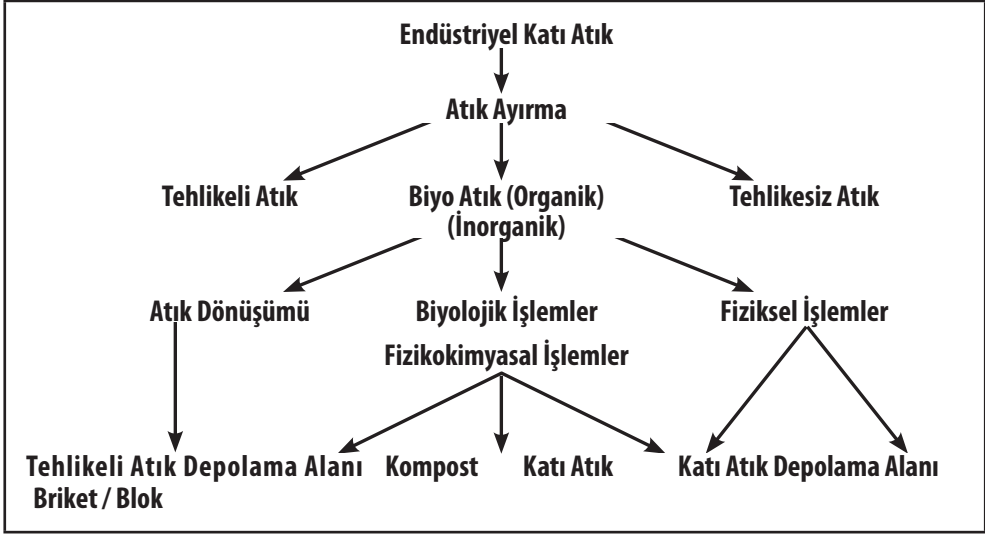 Endüstriyel Katı Atık
Atık Ayırma
Tehlikeli Atık Biyo Atık (Organik) Tehlikesiz Atık
(İnorganik)
Atık Dönüşümü Biyolojik İşlemler Fiziksel İşlemler
Fizikokimyasal İşlemler
Tehlikeli Atık Depolama Alanı Kompost Katı Atık Katı Atık Depolama Alanı
Briket / Blok